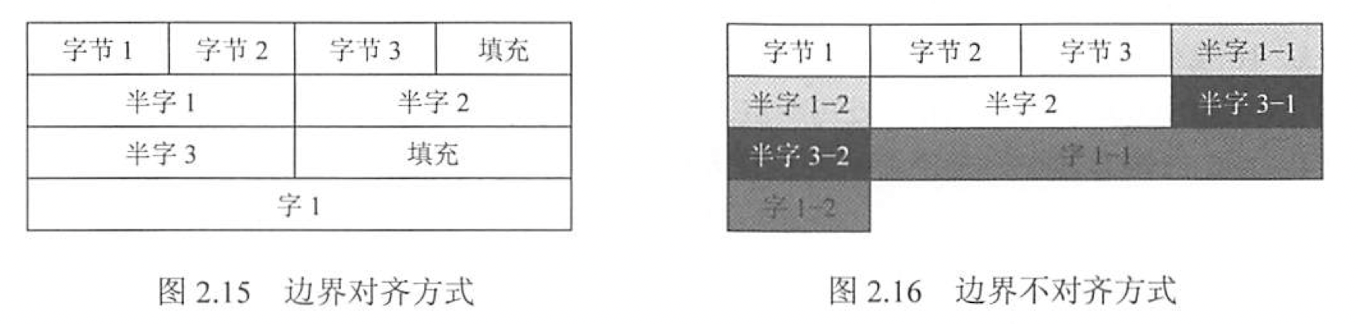 字节 1 字节 2 字节 3 填充
半字 1 半字 2
半字 3 填充
字 1
图 2.15 边界对齐方式
字节 1 字节 2 字节 3 半字 1-1
半字 1-2 半字 2 半字 3-1
半字 3-2 字 1-1
字 1-2
图 2.16 边界不对齐方式